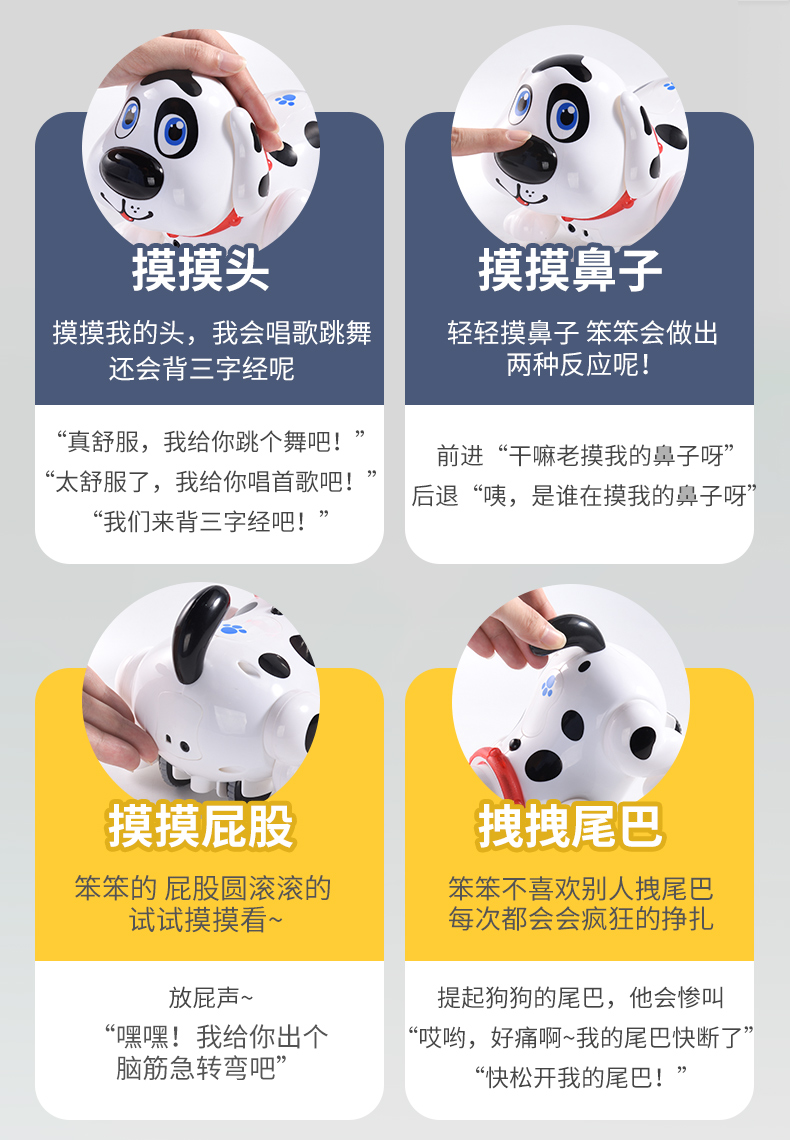 摸摸头
摸摸我的头，我会唱歌跳舞
还会背三字经呢
“真舒服，我给你跳个舞吧！”
“太舒服了，我给你唱首歌吧！”
“我们来背三字经吧！”
摸摸鼻子
轻轻摸鼻子 笨笨会做出
两种反应呢！
前进“干嘛老摸我的鼻子呀”
后退“咦，是谁在摸我的鼻子呀”
摸摸屁股
笨笨的 屁股圆滚滚的
试试摸摸看~
放屁声~
“嘿嘿！我给你出个
脑筋急转弯吧”
拽拽尾巴
笨笨不喜欢别人拽尾巴
每次都会会疯狂的挣扎
提起狗狗的尾巴，他会惨叫
“哎哟，好痛啊~我的尾巴快断了”
“快松开我的尾巴！”